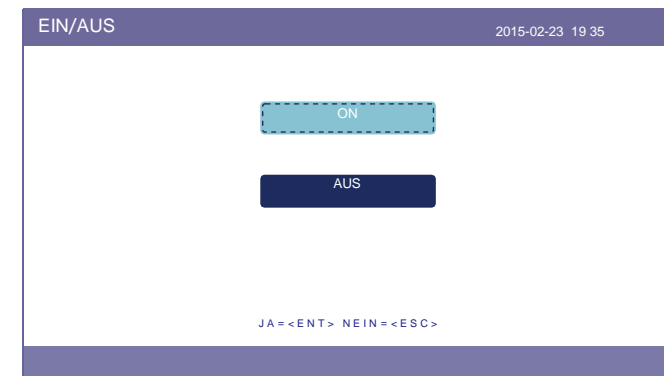 EIN/AUS
2015-02-23 19 35
ON
AUS
JA=<ENT> NEIN=<ESC>